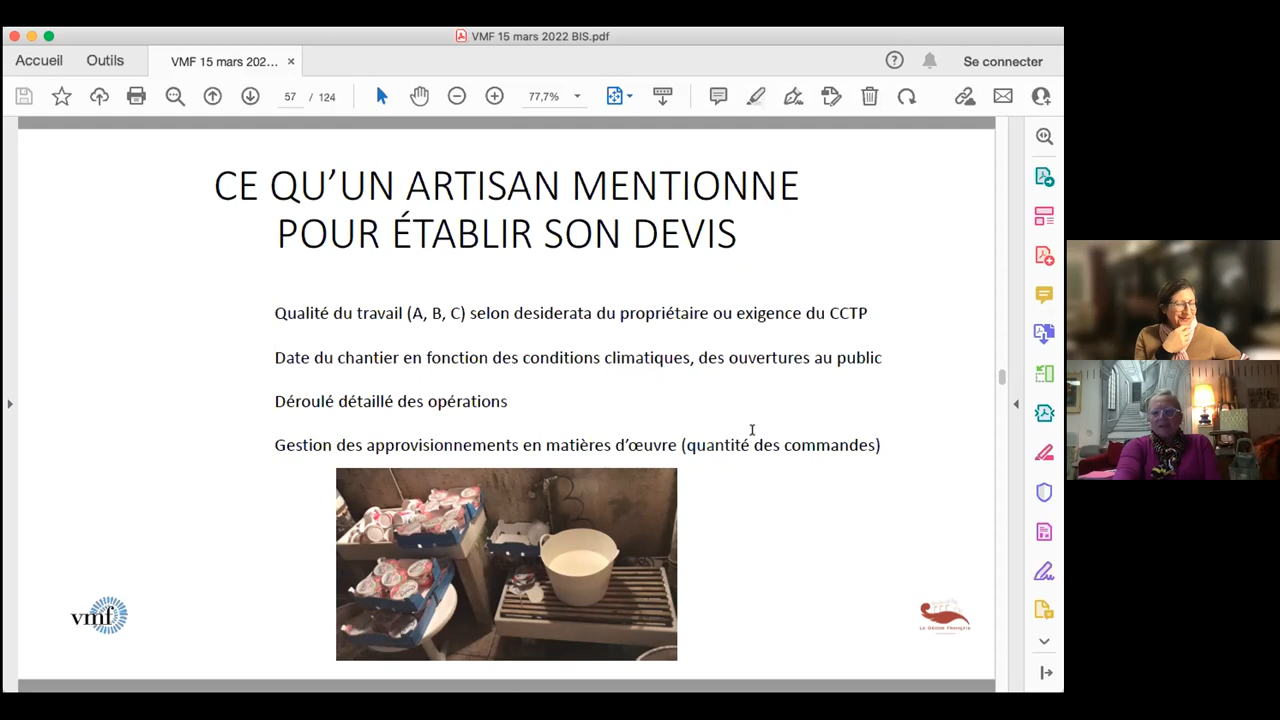 VMF 15 mars 2022 BIS.pdf
Accueil
Outils
VMF 15 mars 202... ×
Se connecter
57 / 124
77,7%
CE QU’UN ARTISAN MENTIONNE
POUR ÉTABLIR SON DEVIS
Qualité du travail (A, B, C) selon desiderata du propriétaire ou exigence du CCTP
Date du chantier en fonction des conditions climatiques, des ouvertures au public
Déroulé détaillé des opérations
Gestion des approvisionnements en matières d’œuvre (quantité des commandes)
vmf